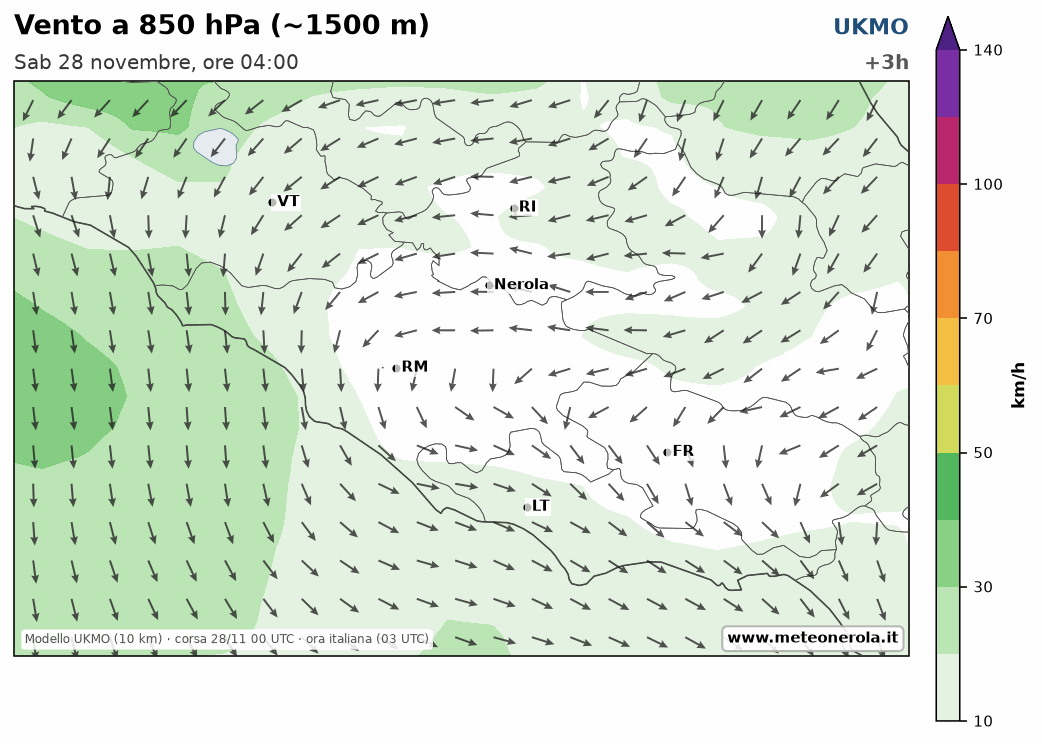 Vento a 850 hPa (~1500 m)
UKMO
Sab 28 novembre, ore 04:00
+3h
VT
RI
Nerola
RM
FR
LT
Modello UKMO (10 km) · corsa 28/11 00 UTC · ora italiana (03 UTC)
www.meteonerola.it
140
100
70
50
30
10
km/h